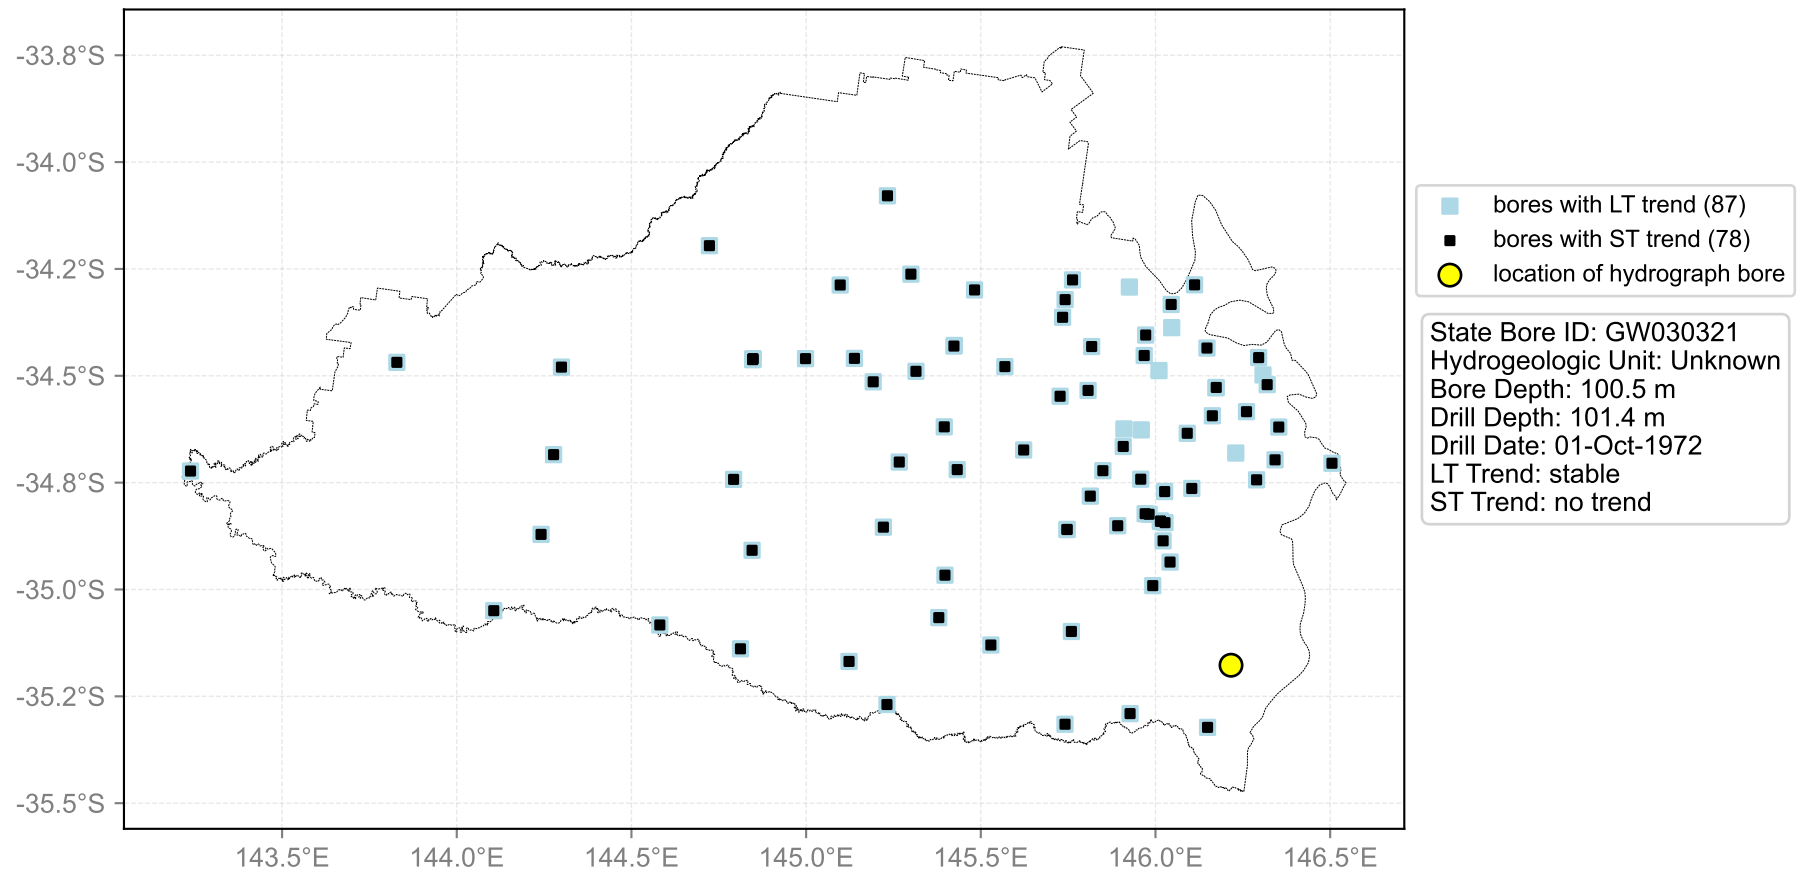 -33.8°S
-34.0°S
-34.2°S
-34.5°S
-34.8°S
-35.0°S
-35.2°S
-35.5°S
143.5°E
144.0°E
144.5°E
145.0°E
145.5°E
146.0°E
146.5°E
bores with LT trend (87)
bores with ST trend (78)
location of hydrograph bore
State Bore ID: GW030321
Hydrogeologic Unit: Unknown
Bore Depth: 100.5 m
Drill Depth: 101.4 m
Drill Date: 01-Oct-1972
LT Trend: stable
ST Trend: no trend